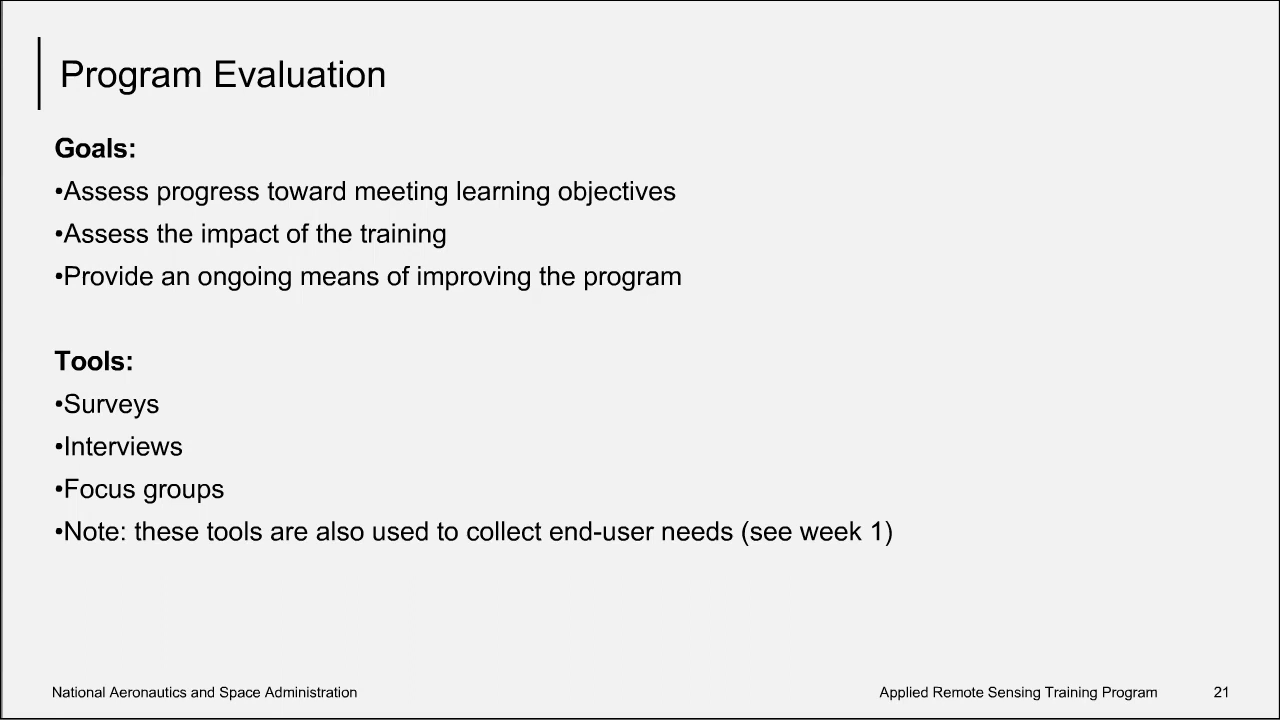 Program Evaluation
Goals:
•Assess progress toward meeting learning objectives
•Assess the impact of the training
•Provide an ongoing means of improving the program
Tools:
•Surveys
•Interviews
•Focus groups
•Note: these tools are also used to collect end-user needs (see week 1)
National Aeronautics and Space Administration
Applied Remote Sensing Training Program
21